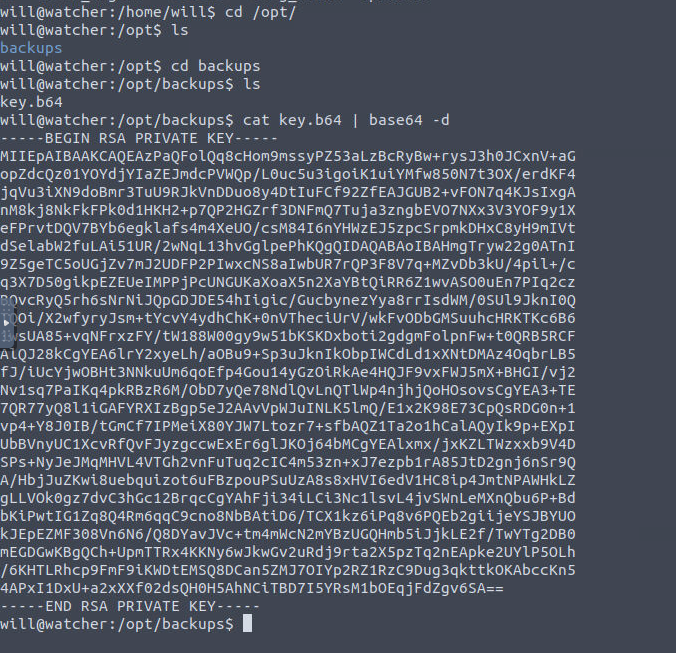 will@watcher:/home/will$ cd /opt/
will@watcher:/opt$ ls
backups
will@watcher:/opt$ cd backups
will@watcher:/opt/backups$ ls
key.b64
will@watcher:/opt/backups$ cat key.b64 | base64 -d
-----BEGIN RSA PRIVATE KEY-----
MIIEpAIBAAKCAQEAzPaQFolQq8cHom9mssyPZ53aLzBcRyBw+rysJ3h0JCxnV+aG
opZdcQz01YOYdjYIaZEJmdcPVWQp/L0uc5u3igoiK1uiYMfw850N7t3OX/erdKF4
jqVu3iXN9doBmr3TuU9RJkVnDDuo8y4DtIuFCf92ZfEAJGUB2+vFON7q4KJsIxgA
nM8kj8NkFkFPk0d1HKH2+p7QP2HGZrf3DNFmQ7Tuja3zngbEVO7NXx3V3YOF9y1X
eFPrvtDQV7BYb6egklafs4m4XeUO/csM84I6nYHWzEJ5zpcSrpmkDHxC8yH9mIVt
dSelabW2fuLAi51UR/2wNqL13hvGglpePhKQgQIDAQABAoIBAHmgTryw22g0ATnI
9Z5geTC5oUGjZv7mJ2UDFP2PIwxcNS8aIwbUR7rQP3F8V7q+MZvDb3kU/4pil+/c
q3X7D50gikpEZEUeIMPPjPcUNGUKaXoaX5n2XaYBtQiRR6Z1wvASO0uEn7PIq2cz
QvcRyQ5rh6sNrNiJQpGDJDE54hIigic/GucbynezYya8rrIsdWM/0SUl9JknI0Q
Oi/X2wfyryJsm+tYcvY4ydhChK+0nVTheciUrV/wkFvODbGMSuuhcHRKTKc6B6
wsUA85+vqNFrxzFY/tW188W00gy9w51bKSKDxboti2gdgmFolpnFw+t0QRB5RCF
AlQJ28kCgYEA6lrY2xyeLh/aOBu9+Sp3uJknIkObpIWCdLd1xXNtDMAz4OqbrLB5
fJ/iUcYjwOBHt3NNkuUm6qoEfp4Gou14yGzOiRkAe4HQJF9vxFWJ5mX+BHGI/vj2
Nv1sq7PaIKq4pkRBzR6M/ObD7yQe78NdlQvLnQTlWp4njhjQoHOsovsCgYEA3+TE
7QR77yQ8l1iGAFYRXIzBgp5eJ2AAvVpWJuINLK5lmQ/E1x2K98E73CpQsRDG0n+1
vp4+Y8J0IB/tGmCf7IPMeiX80YJW7Ltozr7+sfbAQZ1Ta2o1hCalAQyIk9p+EXpI
UbBVnyUC1XcvRfQvFJyzgccwExEr6glJKOj64bMCgYEAlxmx/jxKZLTWzxxb9V4D
SPs+NyJeJMqMHVL4VTGh2vnFuTuq2cIC4m53zn+xJ7ezpb1rA85JtD2gnj6nSr9Q
A/HbjJuZKwi8uebquizot6uFBzpouPSuUzA8s8xHVI6edV1HC8ip4JmtNPAWHkLZ
gLLVOk0gz7dvC3hGc12BrqcCgYAhFji34iLCi3Nc1lsvL4jvSWnLeMXnQbu6P+Bd
bKiPwtIG1Zq8Q4Rm6qqC9cno8NbBAtiD6/TCX1kz6iPq8v6PQEb2giijeYSJBYUO
kJEpEZMF308Vn6N6/Q8DYavJVc+tm4mWcN2mYBzUGQHmb5iJjkLE2f/TwYTg2DB0
mEGDGwKBgQCh+UpmTTRx4KKNy6wJkwGv2uRdj9rta2X5pzTq2nEApke2UYlP5OLh
/6KHTLRhcp9FmF9iKWDtEMSQ8DCan5ZMJ7OIYp2RZ1RzC9Dug3qkttkOKAbccKn5
4APxI1DxU+a2xXXf02dsQH0H5AhNCiTBD7I5YRsM1bOEqjFdZgv6SA==
-----END RSA PRIVATE KEY-----
will@watcher:/opt/backups$